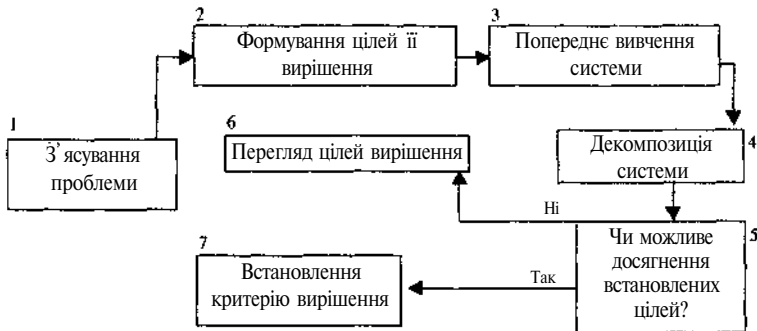 1
З’ясування
проблеми
2
Формування цілей її
вирішення
3
Попереднє вивчення
системи
4
Декомпозиція
системи
5
Чи можливе
досягнення
встановлених
цілей?
Ні
6
Перегляд цілей вирішення
Так
7
Встановлення
критерію вирішення